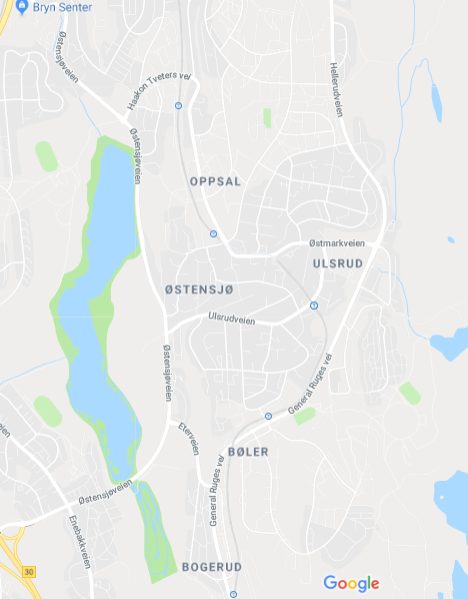 Bryn Senter
Østensjøveien
Haakon Tveters vei
Hellerudveien
Østensjøveien
OPPSAL
Østmarkveien
ULSRUD
ØSTENSJØ
Ulsrudveien
Østensjøveien
General Ruges vei
Eterveien
BØLER
General Ruges vei
Østensjøveien
Enebakkveien
BOGERUD
30
Google